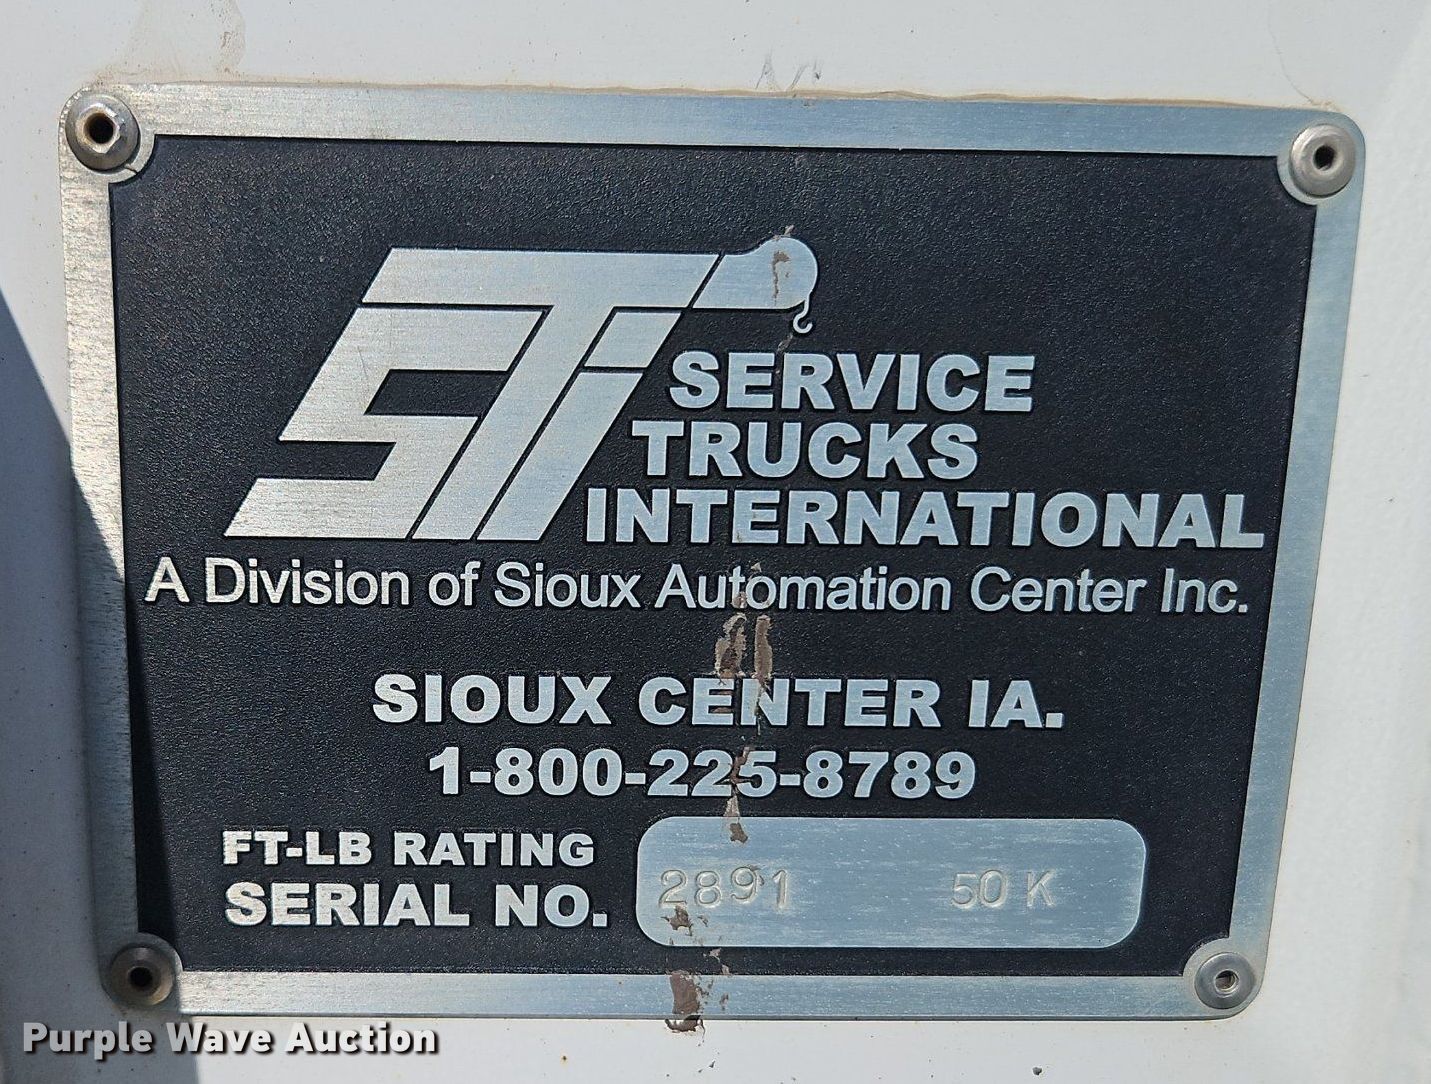 STI
SERVICE
TRUCKS
INTERNATIONAL
A Division of Sioux Automation Center Inc.
SIOUX CENTER IA.
1-800-225-8789
FT-LB RATING
SERIAL NO.
2891 50 K
Purple Wave Auction